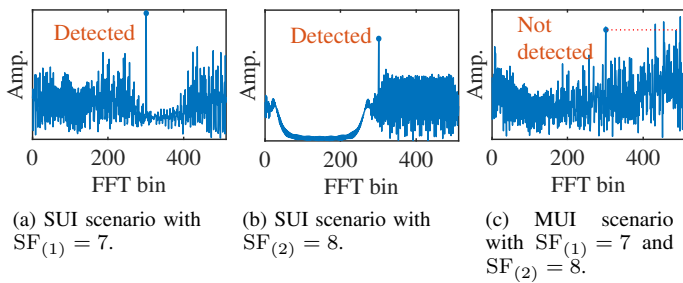 Detected
Amp.
0 200 400
FFT bin
(a) SUI scenario with
SF(1) = 7.
Detected
Amp.
0 200 400
FFT bin
(b) SUI scenario with
SF(2) = 8.
Not
detected
Amp.
0 200 400
FFT bin
(c) MUI scenario
with SF(1) = 7 and
SF(2) = 8.